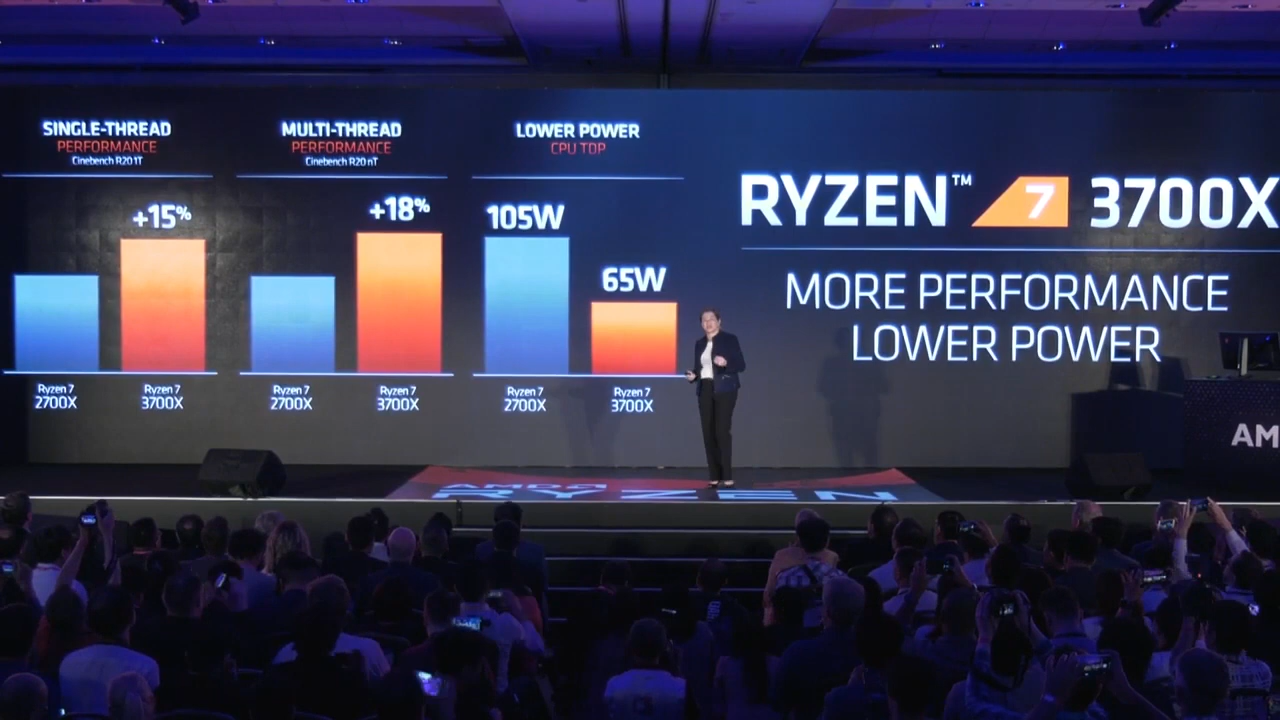 SINGLE-THREAD
PERFORMANCE
Cinebench R20 1T
+15%
Ryzen 7
2700X
Ryzen 7
3700X
MULTI-THREAD
PERFORMANCE
Cinebench R20 nT
+18%
Ryzen 7
2700X
Ryzen 7
3700X
LOWER POWER
CPU TDP
105W
65W
Ryzen 7
2700X
Ryzen 7
3700X
RYZEN™ 7 3700X
MORE PERFORMANCE
LOWER POWER
AM
AMD
RYZEN